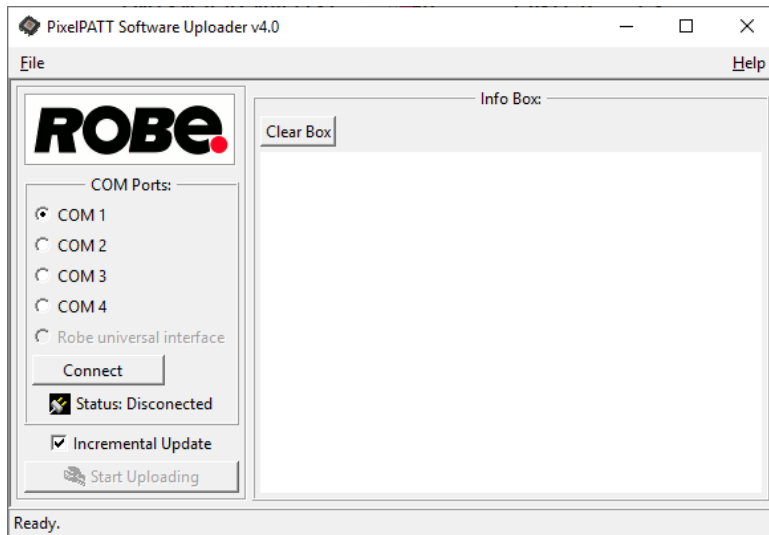 PixelPATT Software Uploader v4.0
File
Help
ROBE
COM Ports:
COM 1
COM 2
COM 3
COM 4
Robe universal interface
Connect
Status: Disconected
Incremental Update
Start Uploading
Info Box:
Clear Box
Ready.